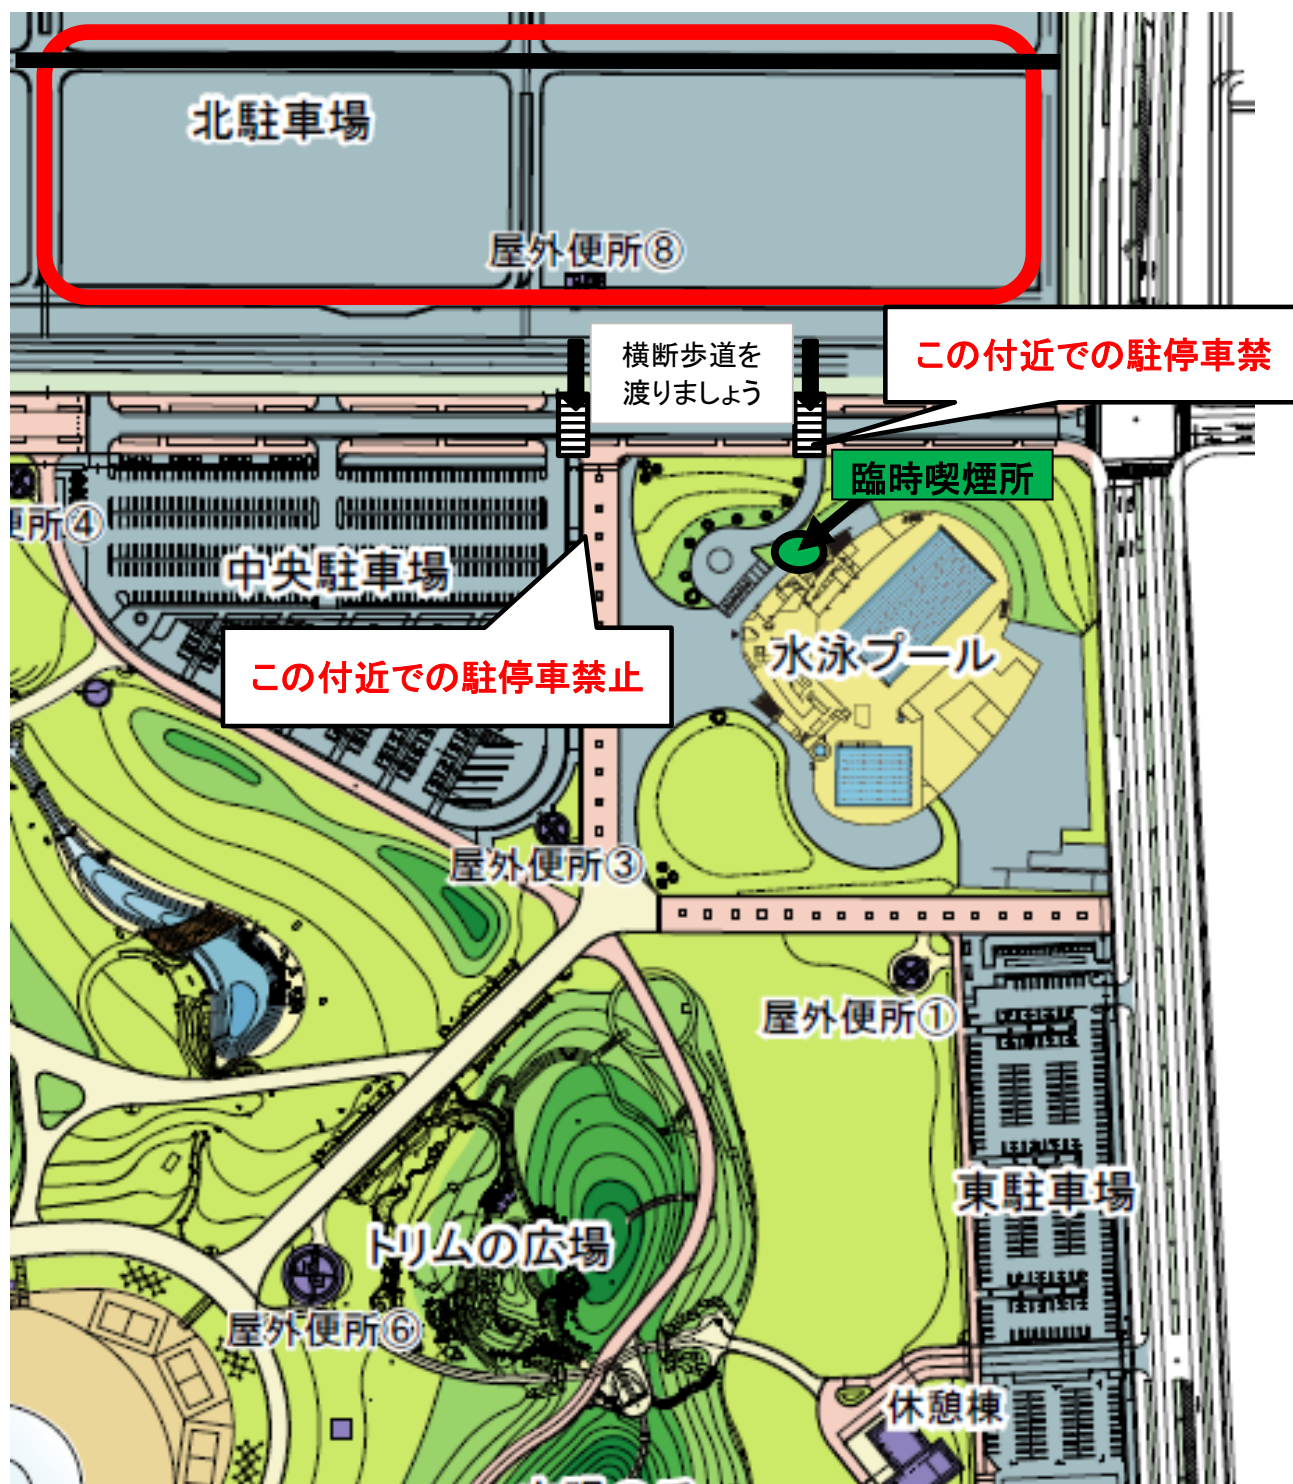 北駐車場
屋外便所⑧
横断歩道を
渡りましょう
この付近での駐停車禁
臨時喫煙所
便所④
中央駐車場
水泳プール
この付近での駐停車禁止
屋外便所③
屋外便所①
東駐車場
トリムの広場
屋外便所⑥
休憩棟